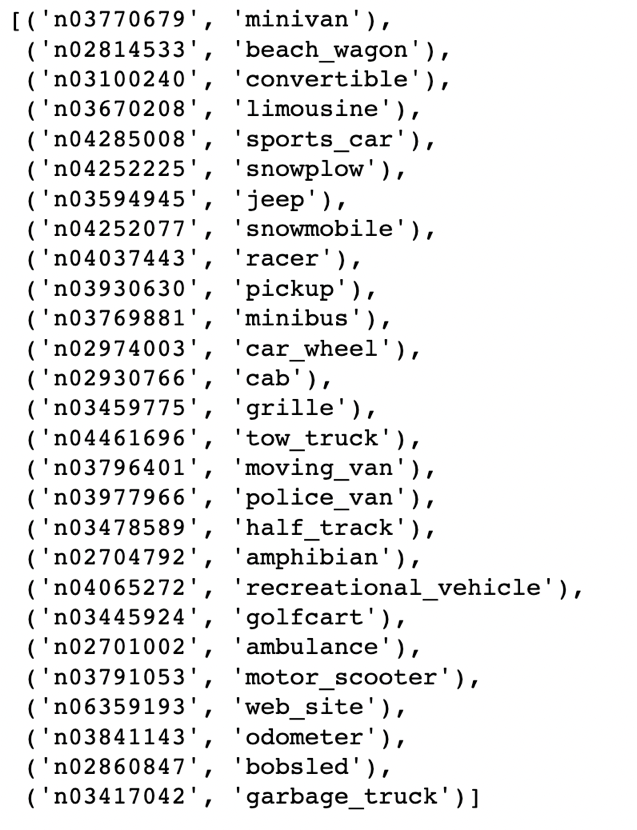 [('n03770679', 'minivan'),
('n02814533', 'beach_wagon'),
('n03100240', 'convertible'),
('n03670208', 'limousine'),
('n04285008', 'sports_car'),
('n04252225', 'snowplow'),
('n03594945', 'jeep'),
('n04252077', 'snowmobile'),
('n04037443', 'racer'),
('n03930630', 'pickup'),
('n03769881', 'minibus'),
('n02974003', 'car_wheel'),
('n02930766', 'cab'),
('n03459775', 'grille'),
('n04461696', 'tow_truck'),
('n03796401', 'moving_van'),
('n03977966', 'police_van'),
('n03478589', 'half_track'),
('n02704792', 'amphibian'),
('n04065272', 'recreational_vehicle'),
('n03445924', 'golfcart'),
('n02701002', 'ambulance'),
('n03791053', 'motor_scooter'),
('n06359193', 'web_site'),
('n03841143', 'odometer'),
('n02860847', 'bobsled'),
('n03417042', 'garbage_truck')]